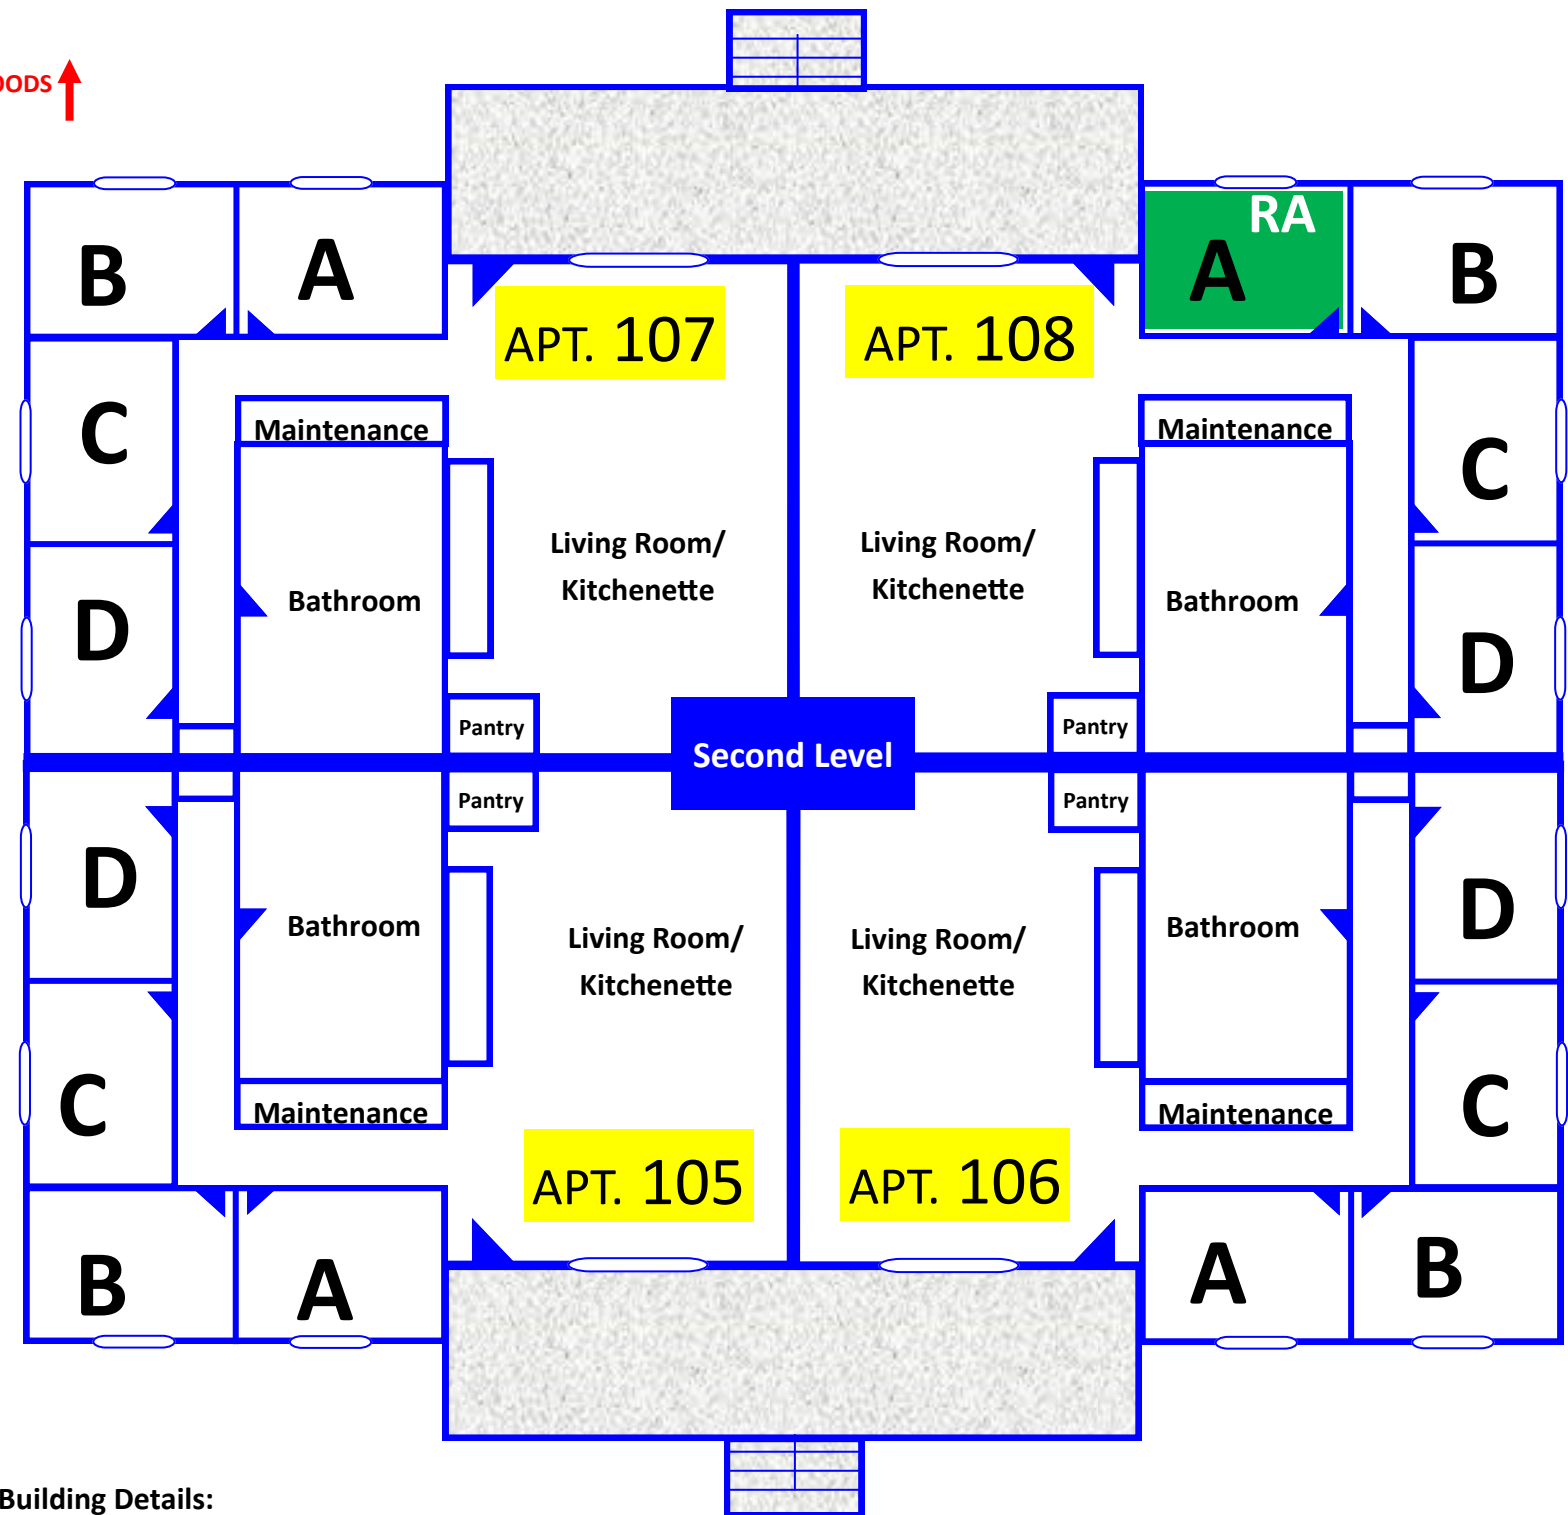 OODS
RA
B
A
A
B
APT. 107
APT. 108
C
Maintenance
Maintenance
C
Living Room/
Kitchenette
Living Room/
Kitchenette
D
Bathroom
Bathroom
D
Pantry
Pantry
Second Level
Pantry
Pantry
D
Bathroom
Living Room/
Kitchenette
Living Room/
Kitchenette
Bathroom
D
C
Maintenance
Maintenance
C
APT. 105
APT. 106
B
A
A
B
Building Details: